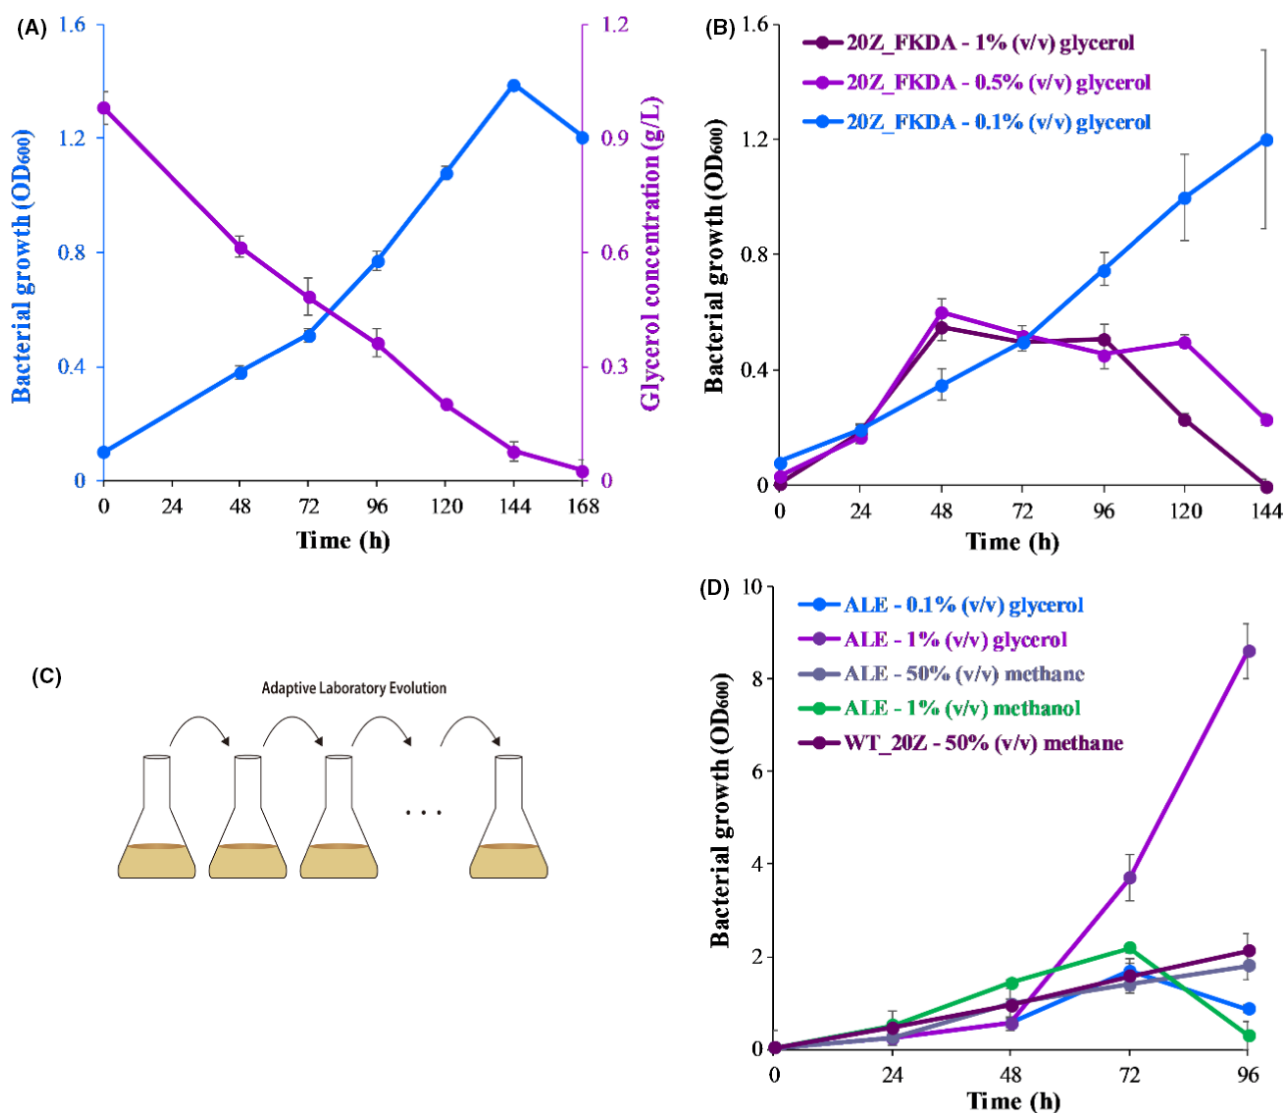 (A)
Bacterial growth (OD600)
1.6
1.2
0.8
0.4
0
Glycerol concentration (g/L)
1.2
0.9
0.6
0.3
0
0 24 48 72 96 120 144 168
Time (h)
(B)
20Z_FKDA - 1% (v/v) glycerol
20Z_FKDA - 0.5% (v/v) glycerol
20Z_FKDA - 0.1% (v/v) glycerol
Bacterial growth (OD600)
1.6
1.2
0.8
0.4
0
0 24 48 72 96 120 144
Time (h)
(C)
Adaptive Laboratory Evolution
. . .
(D)
ALE - 0.1% (v/v) glycerol
ALE - 1% (v/v) glycerol
ALE - 50% (v/v) methane
ALE - 1% (v/v) methanol
WT_20Z - 50% (v/v) methane
Bacterial growth (OD600)
10
8
6
4
2
0
0 24 48 72 96
Time (h)